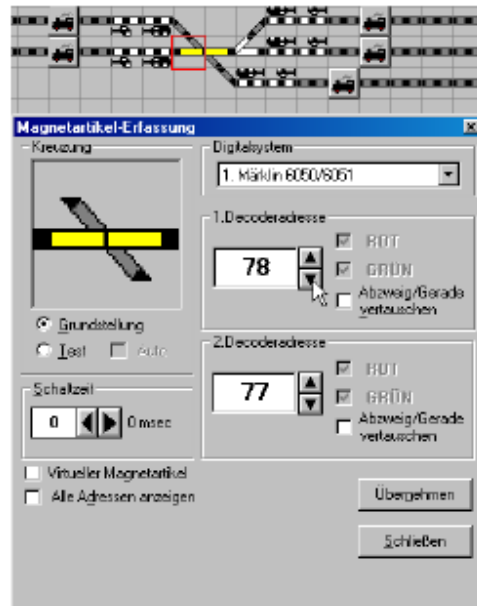 Magnetartikel-Erfassung
Kreuzung
Digitalsystem
1. Märklin 6050/6051
1.Decoderadresse
78
ROT
GRÜN
Abzweig/Gerade
vertauschen
Grundstellung
Test
Auto
2.Decoderadresse
77
ROT
GRÜN
Abzweig/Gerade
vertauschen
Schaltzeit
0
0 msec
Virtueller Magnetartikel
Alle Adressen anzeigen
Übernehmen
Schließen